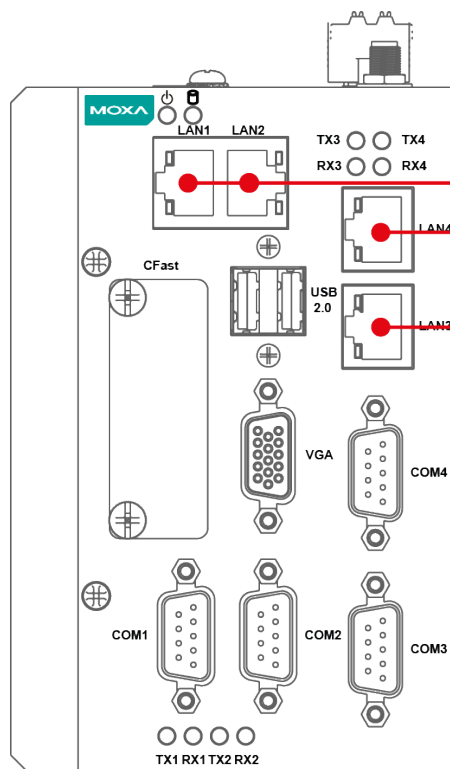 MOXA
LAN1 LAN2
TX3 TX4
RX3 RX4
LAN4
CFast
USB
2.0
LAN3
VGA
COM4
COM1
COM2
COM3
TX1 RX1 TX2 RX2